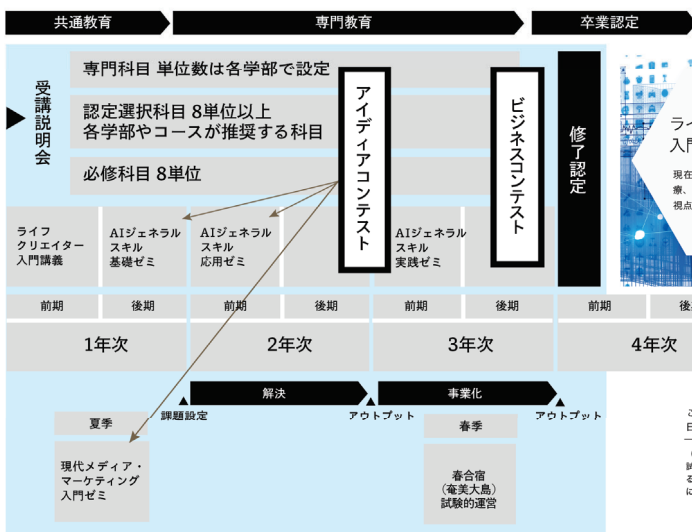 共通教育
専門教育
卒業認定
受講説明会
専門科目 単位数は各学部で設定
認定選択科目 8単位以上
各学部やコースが推奨する科目
必修科目 8単位
アイディアコンテスト
ビジネスコンテスト
修了認定
ライフ
クリエイター
入門講義
AIジェネラル
スキル
基礎ゼミ
AIジェネラル
スキル
応用ゼミ
AIジェネラル
スキル
実践ゼミ
前期
後期
前期
後期
前期
後期
前期
後
1年次
2年次
3年次
4年次
解決
事業化
課題設定
アウトプット
アウトプット
夏季
現代メディア・
マーケティング
入門ゼミ
春季
春合宿
(奄美大島)
試験的運営
ライ
入門
現在
療、
視点